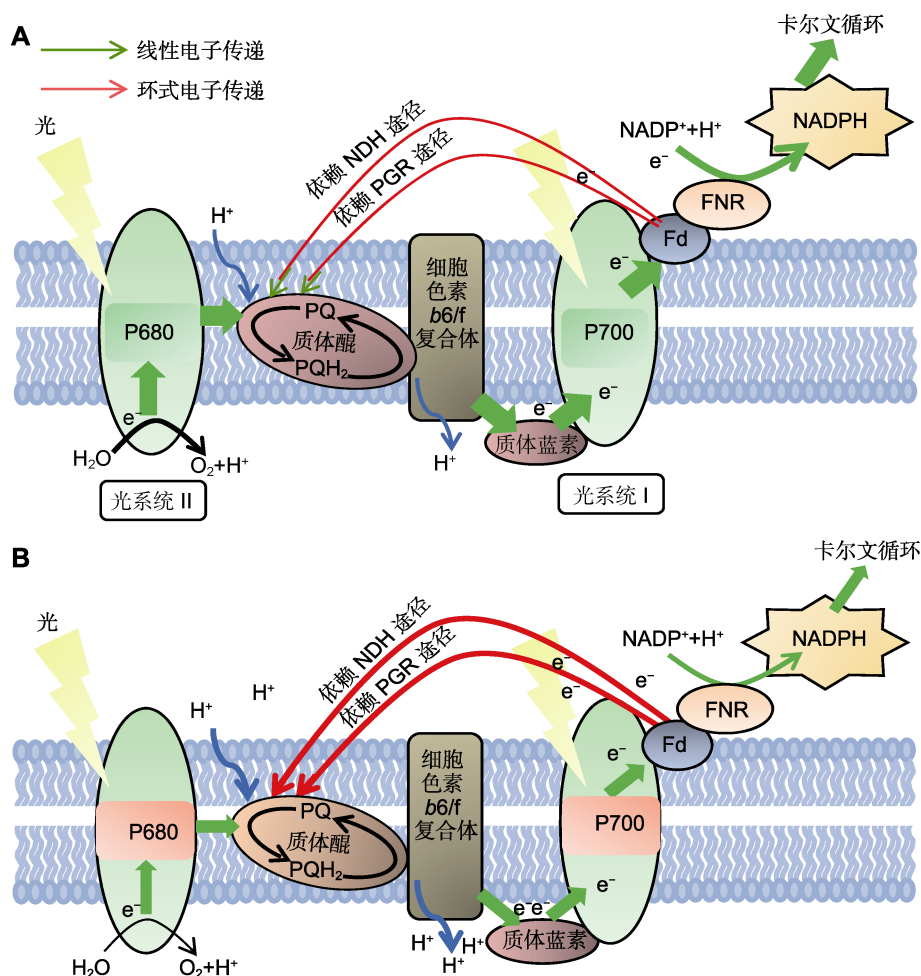 A
线性电子传递
环式电子传递
光
卡尔文循环
NADPH
NADP⁺+H⁺
e⁻
FNR
Fd
依赖 NDH 途径
依赖 PGR 途径
e⁻
H⁺
e⁻
细胞
色素
b6/f
复合体
P680
PQ
质体醌
PQH₂
P700
e⁻
e⁻
e⁻
质体蓝素
H₂O
O₂+H⁺
H⁺
光系统 II
光系统 I
B
卡尔文循环
光
NADP⁺+H⁺
NADPH
依赖 NDH 途径
依赖 PGR 途径
e⁻
e⁻
e⁻
H⁺
H⁺
FNR
Fd
e⁻
细胞
色素
b6/f
复合体
P680
PQ
质体醌
PQH₂
P700
e⁻
e⁻
e⁻e⁻
质体蓝素
H⁺
H⁺
H⁺
H₂O
O₂+H⁺